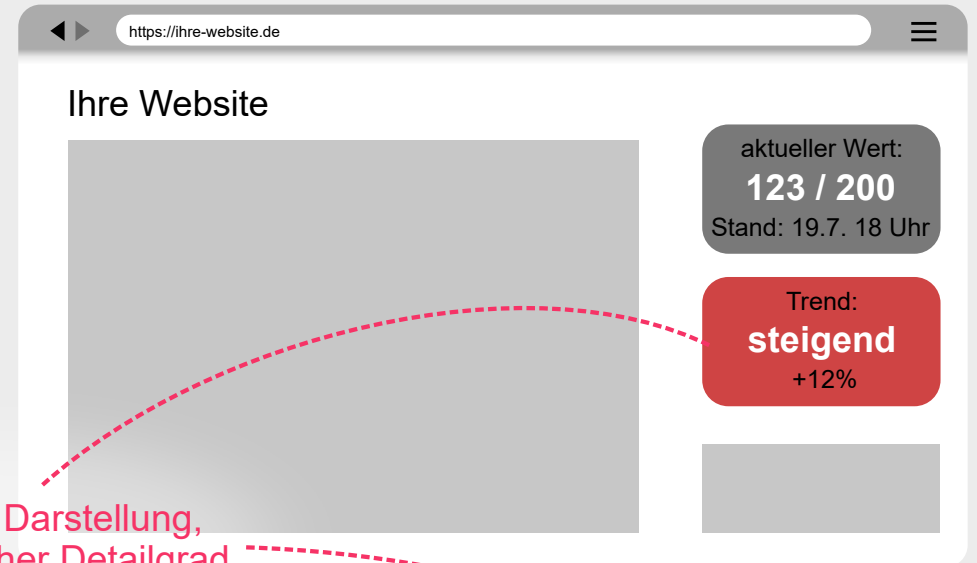 https://ihre-website.de
Ihre Website
aktueller Wert:
123 / 200
Stand: 19.7. 18 Uhr
Trend:
steigend
+12%
Darstellung,
Detailgrad